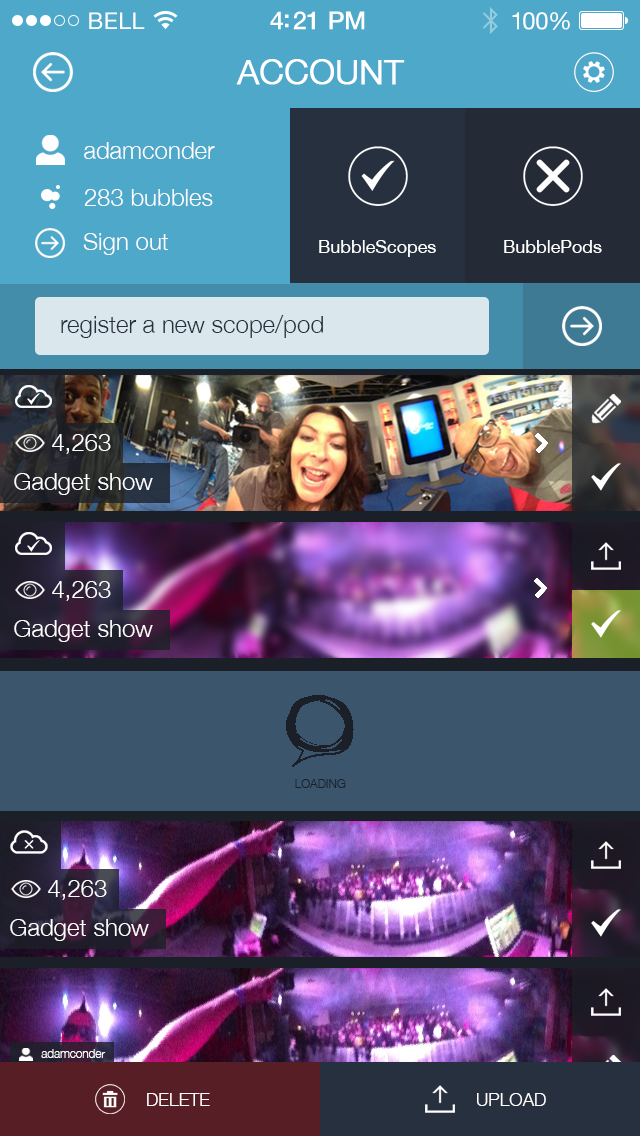 BELL 4:21 PM 100%
ACCOUNT
adamconder
283 bubbles
Sign out
BubbleScopes
BubblePods
register a new scope/pod
4,263
Gadget show
4,263
Gadget show
LOADING
4,263
Gadget show
adamconder
DELETE
UPLOAD